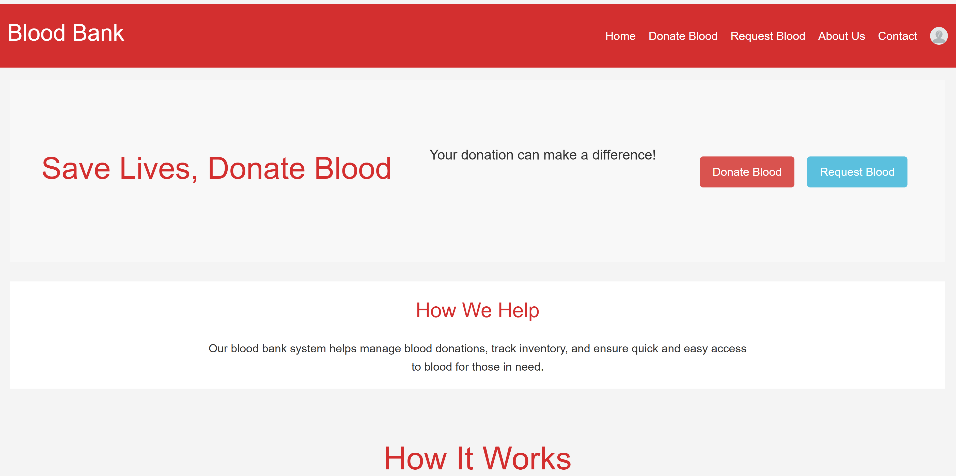 Blood Bank
Home
Donate Blood
Request Blood
About Us
Contact
Save Lives, Donate Blood
Your donation can make a difference!
Donate Blood
Request Blood
How We Help
Our blood bank system helps manage blood donations, track inventory, and ensure quick and easy access
to blood for those in need.
How It Works